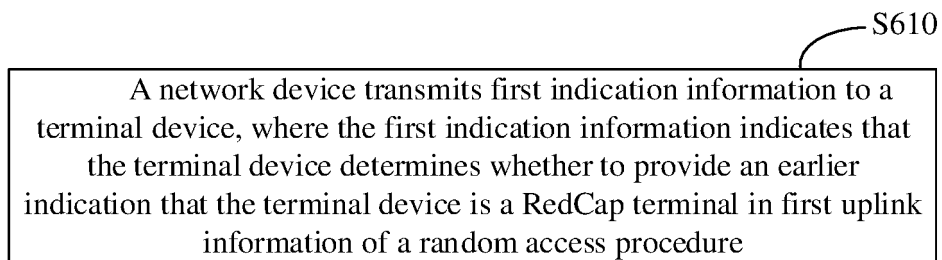 S610
A network device transmits first indication information to a
terminal device, where the first indication information indicates that
the terminal device determines whether to provide an earlier
indication that the terminal device is a RedCap terminal in first uplink
information of a random access procedure